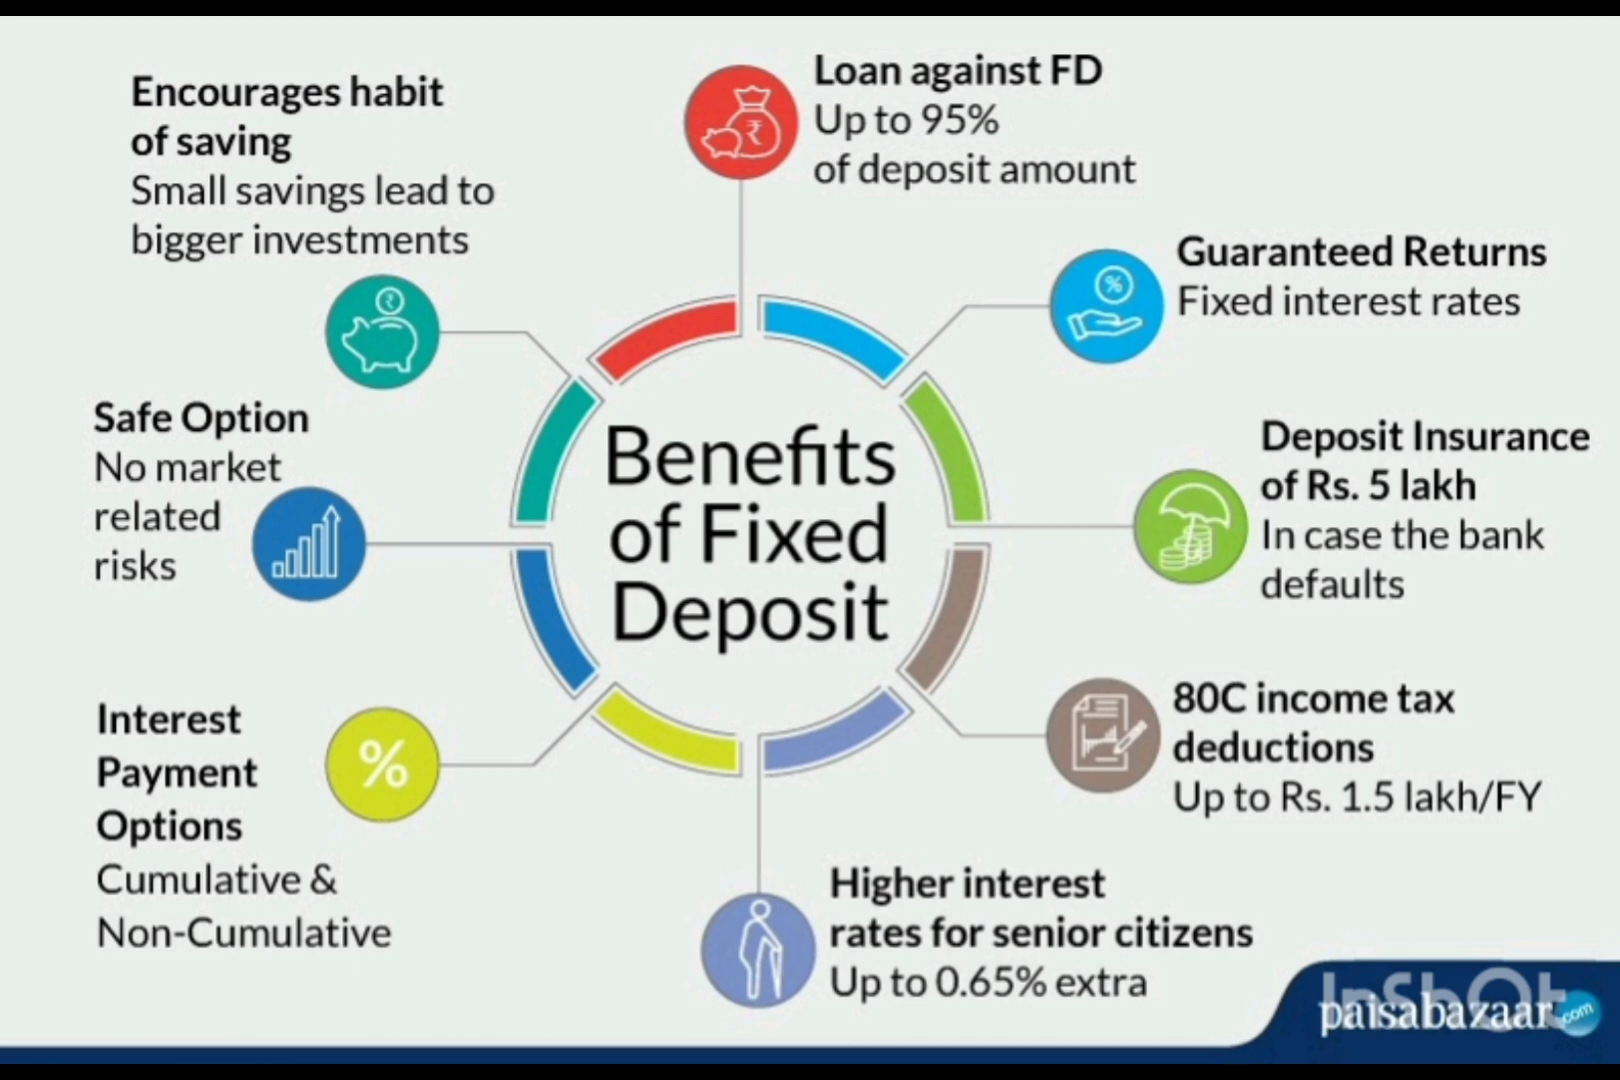 Encourages habit
of saving
Small savings lead to
bigger investments
Loan against FD
Up to 95%
of deposit amount
₹
₹
%
Guaranteed Returns
Fixed interest rates
Safe Option
No market
related
risks
Benefits
of Fixed
Deposit
Deposit Insurance
of Rs. 5 lakh
In case the bank
defaults
Interest
Payment
Options
Cumulative &
Non-Cumulative
%
80C income tax
deductions
Up to Rs. 1.5 lakh/FY
Higher interest
rates for senior citizens
Up to 0.65% extra
InShOt
paisabazaar.com